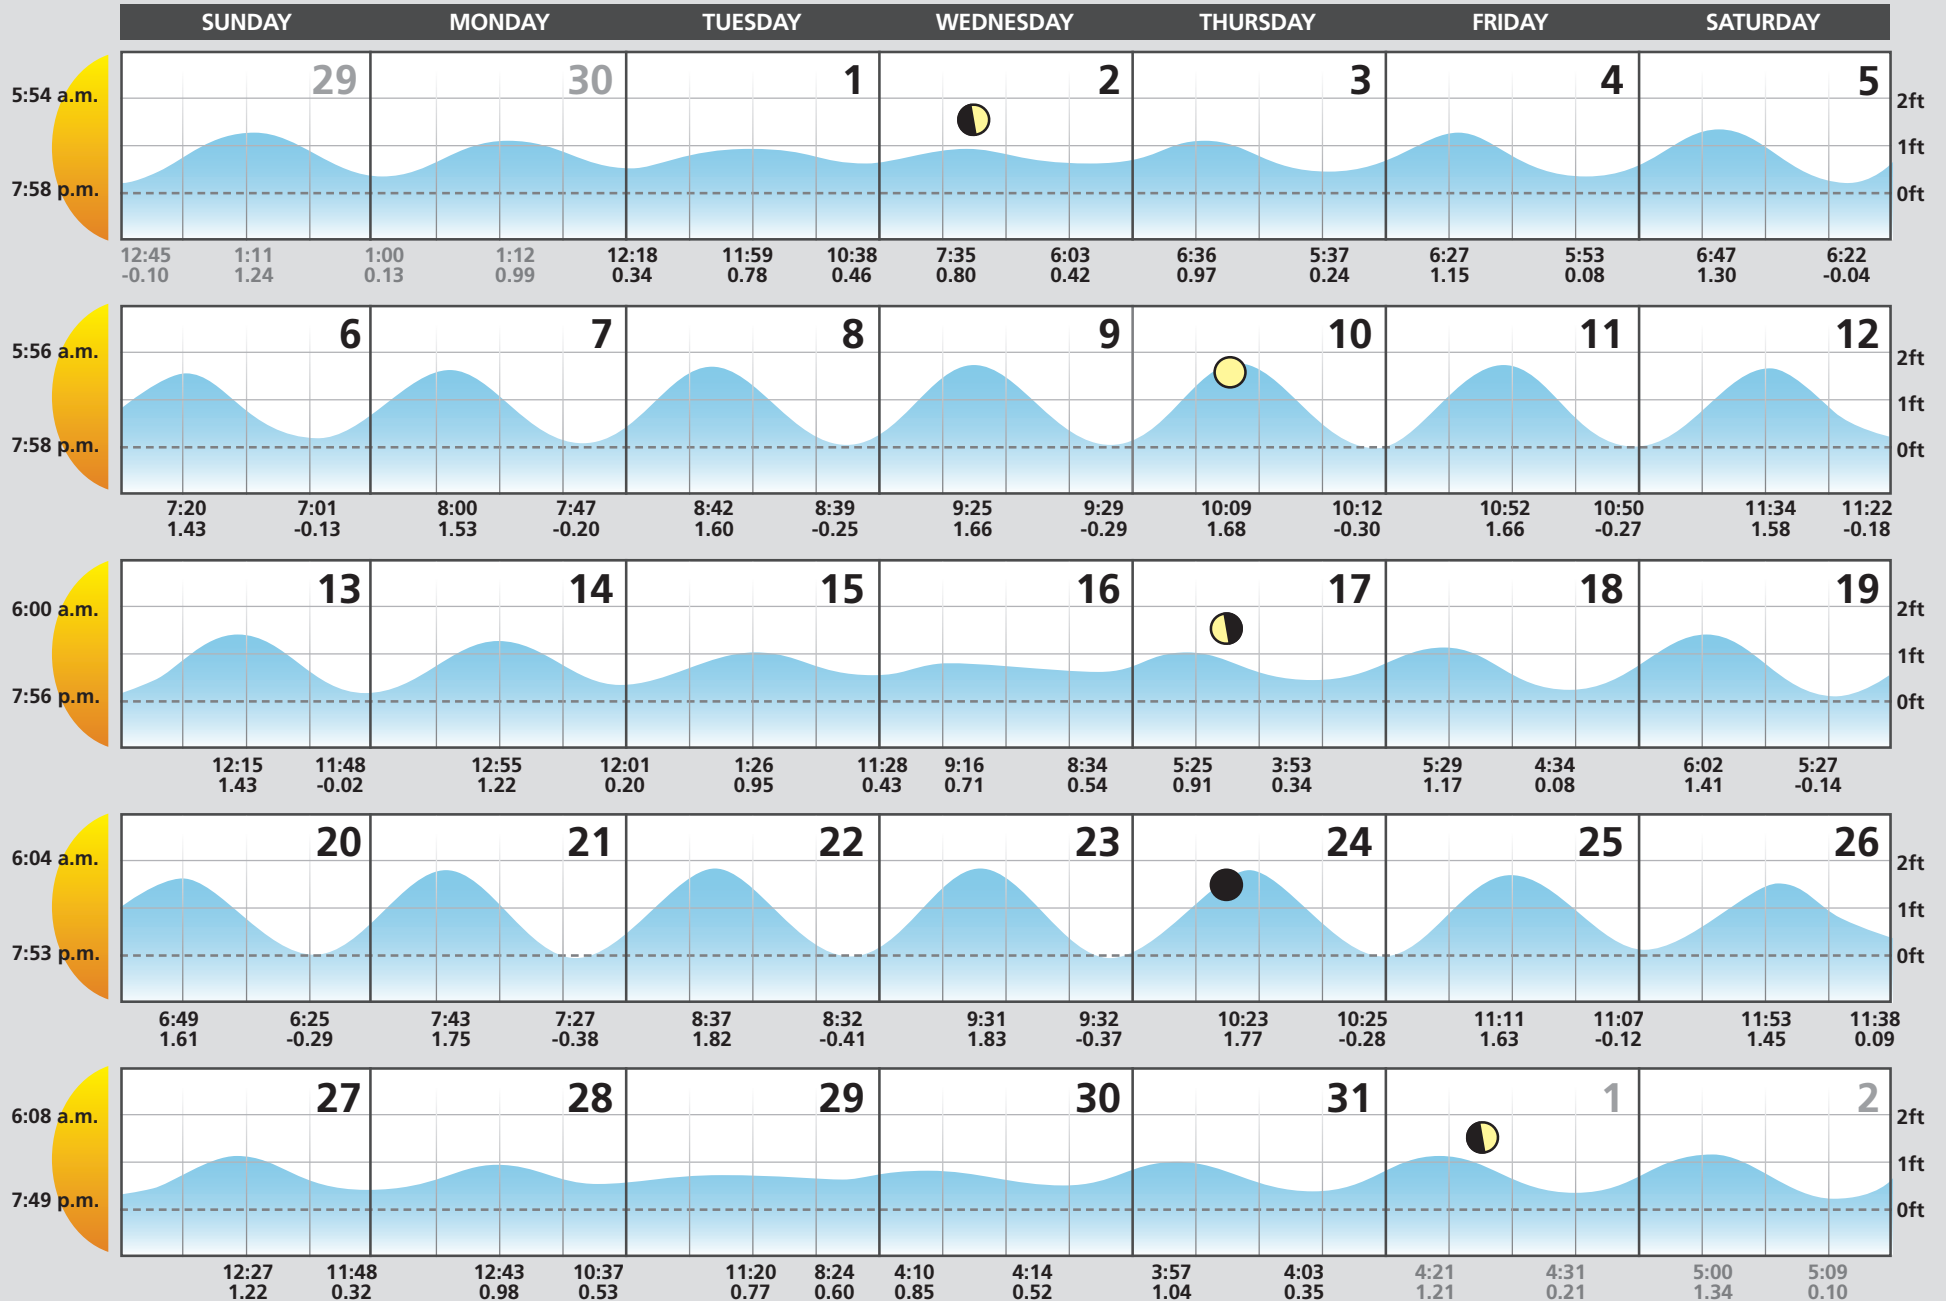 SUNDAY MONDAY TUESDAY WEDNESDAY THURSDAY FRIDAY SATURDAY
29 30 1 2 3 4 5
5:54 a.m. 2ft
1ft
7:58 p.m. 0ft
12:45 1:11 1:00 1:12 12:18 11:59 10:38 7:35 6:03 6:36 5:37 6:27 5:53 6:47 6:22
-0.10 1.24 0.13 0.99 0.34 0.78 0.46 0.80 0.42 0.97 0.24 1.15 0.08 1.30 -0.04
6 7 8 9 10 11 12
5:56 a.m. 2ft
1ft
7:58 p.m. 0ft
7:20 7:01 8:00 7:47 8:42 8:39 9:25 9:29 10:09 10:12 10:52 10:50 11:34 11:22
1.43 -0.13 1.53 -0.20 1.60 -0.25 1.66 -0.29 1.68 -0.30 1.66 -0.27 1.58 -0.18
13 14 15 16 17 18 19
6:00 a.m. 2ft
1ft
7:56 p.m. 0ft
12:15 11:48 12:55 12:01 1:26 11:28 9:16 8:34 5:25 3:53 5:29 4:34 6:02 5:27
1.43 -0.02 1.22 0.20 0.95 0.43 0.71 0.54 0.91 0.34 1.17 0.08 1.41 -0.14
20 21 22 23 24 25 26
6:04 a.m. 2ft
1ft
7:53 p.m. 0ft
6:49 6:25 7:43 7:27 8:37 8:32 9:31 9:32 10:23 10:25 11:11 11:07 11:53 11:38
1.61 -0.29 1.75 -0.38 1.82 -0.41 1.83 -0.37 1.77 -0.28 1.63 -0.12 1.45 0.09
27 28 29 30 31 1 2
6:08 a.m. 2ft
1ft
7:49 p.m. 0ft
12:27 11:48 12:43 10:37 11:20 8:24 4:10 4:14 3:57 4:03 4:21 4:31 5:00 5:09
1.22 0.32 0.98 0.53 0.77 0.60 0.85 0.52 1.04 0.35 1.21 0.21 1.34 0.10